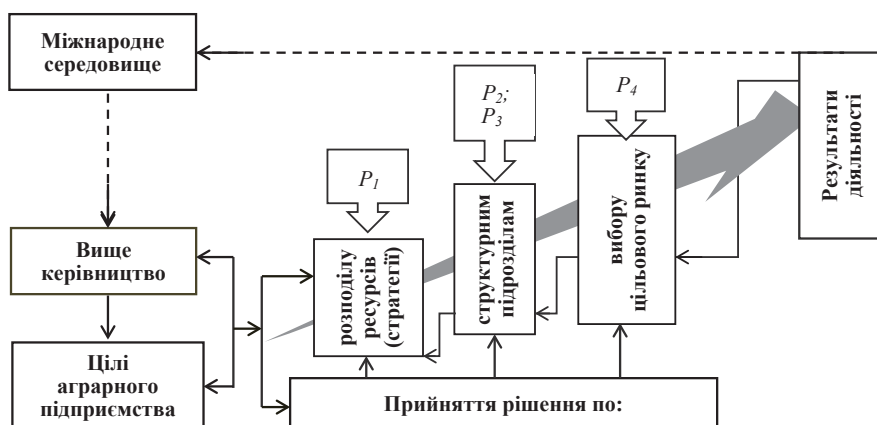 Міжнародне
середовище
P₂;
P₃
P₄
P₁
Результати
діяльності
Вище
керівництво
розподілу
ресурсів
(стратегії)
структурним
підрозділам
вибору
цільового ринку
Цілі
аграрного
підприємства
Прийняття рішення по: